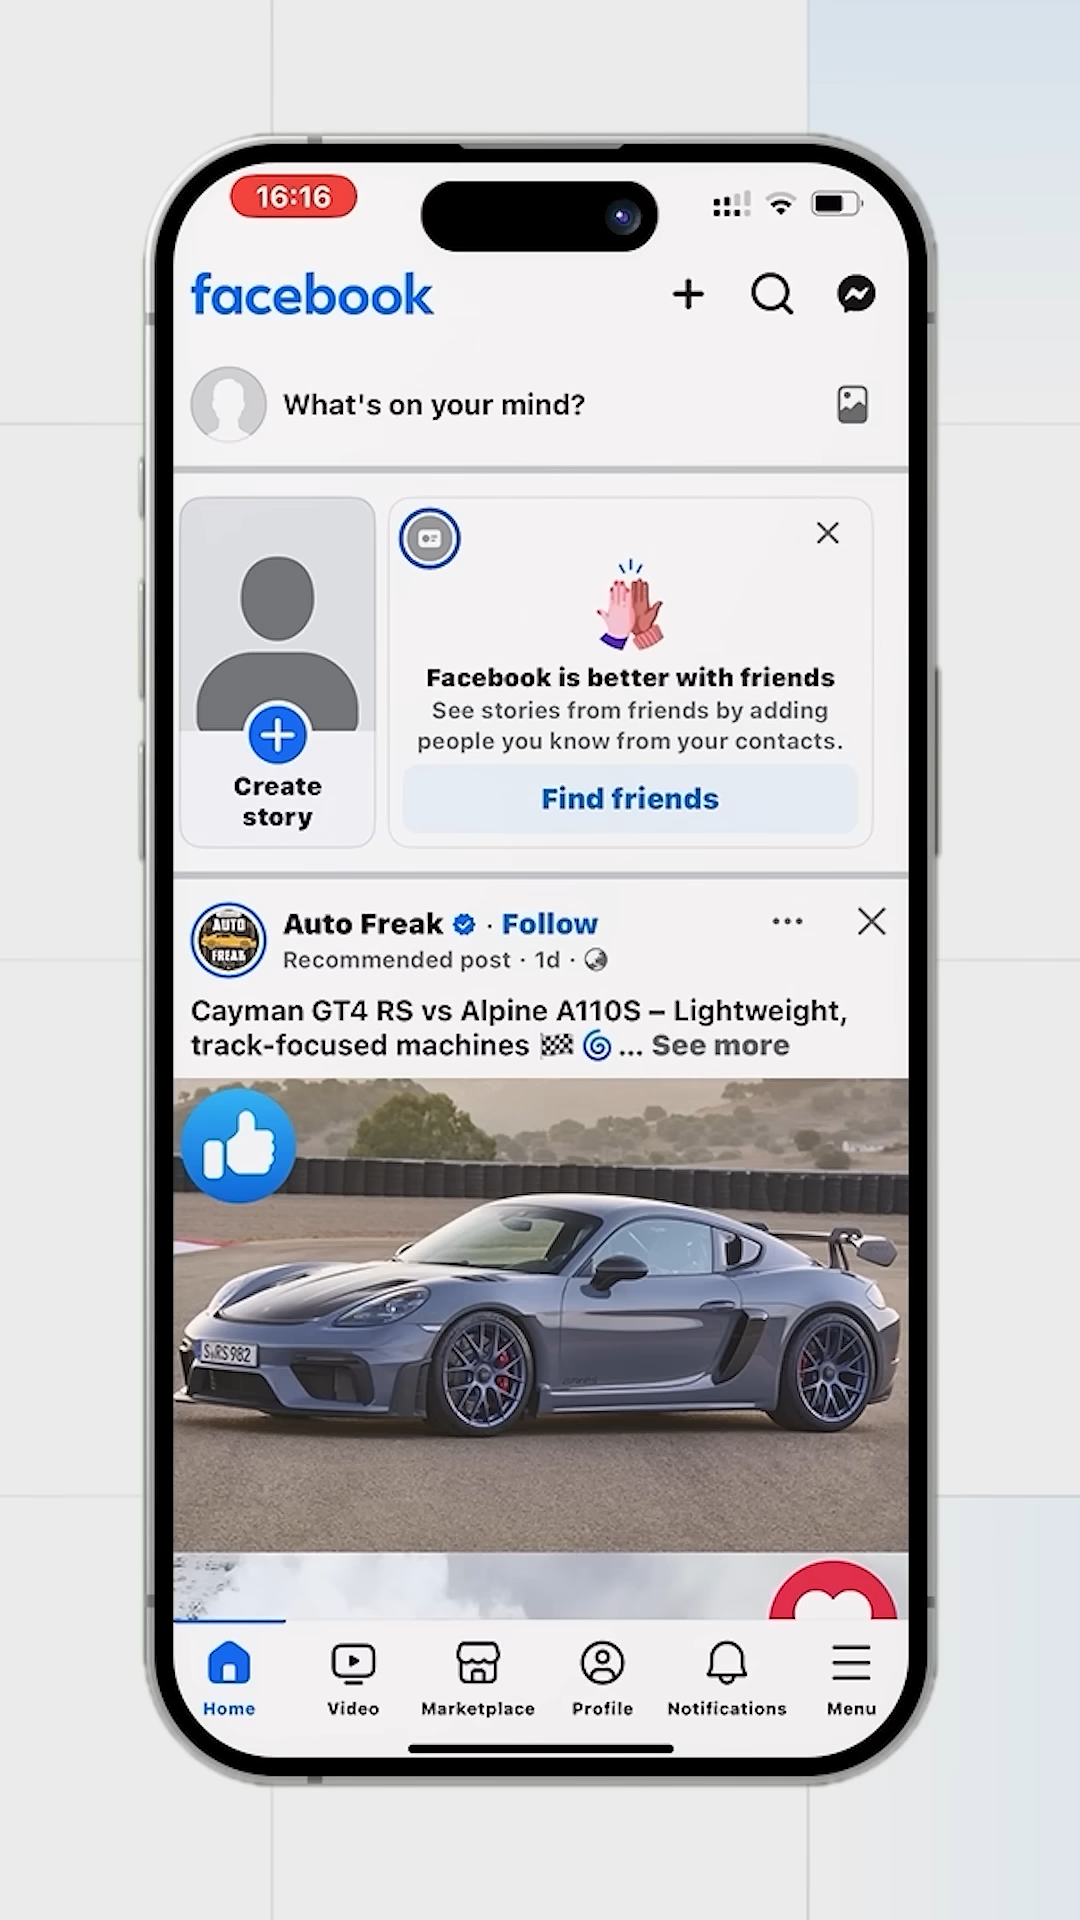 16:16
facebook
What's on your mind?
Facebook is better with friends
See stories from friends by adding
people you know from your contacts.
Find friends
Create
story
AUTO
FREAK
Auto Freak · Follow
Recommended post · 1d ·
Cayman GT4 RS vs Alpine A110S – Lightweight,
track-focused machines 🏁 🌀 ... See more
S RS 982
Home
Video
Marketplace
Profile
Notifications
Menu